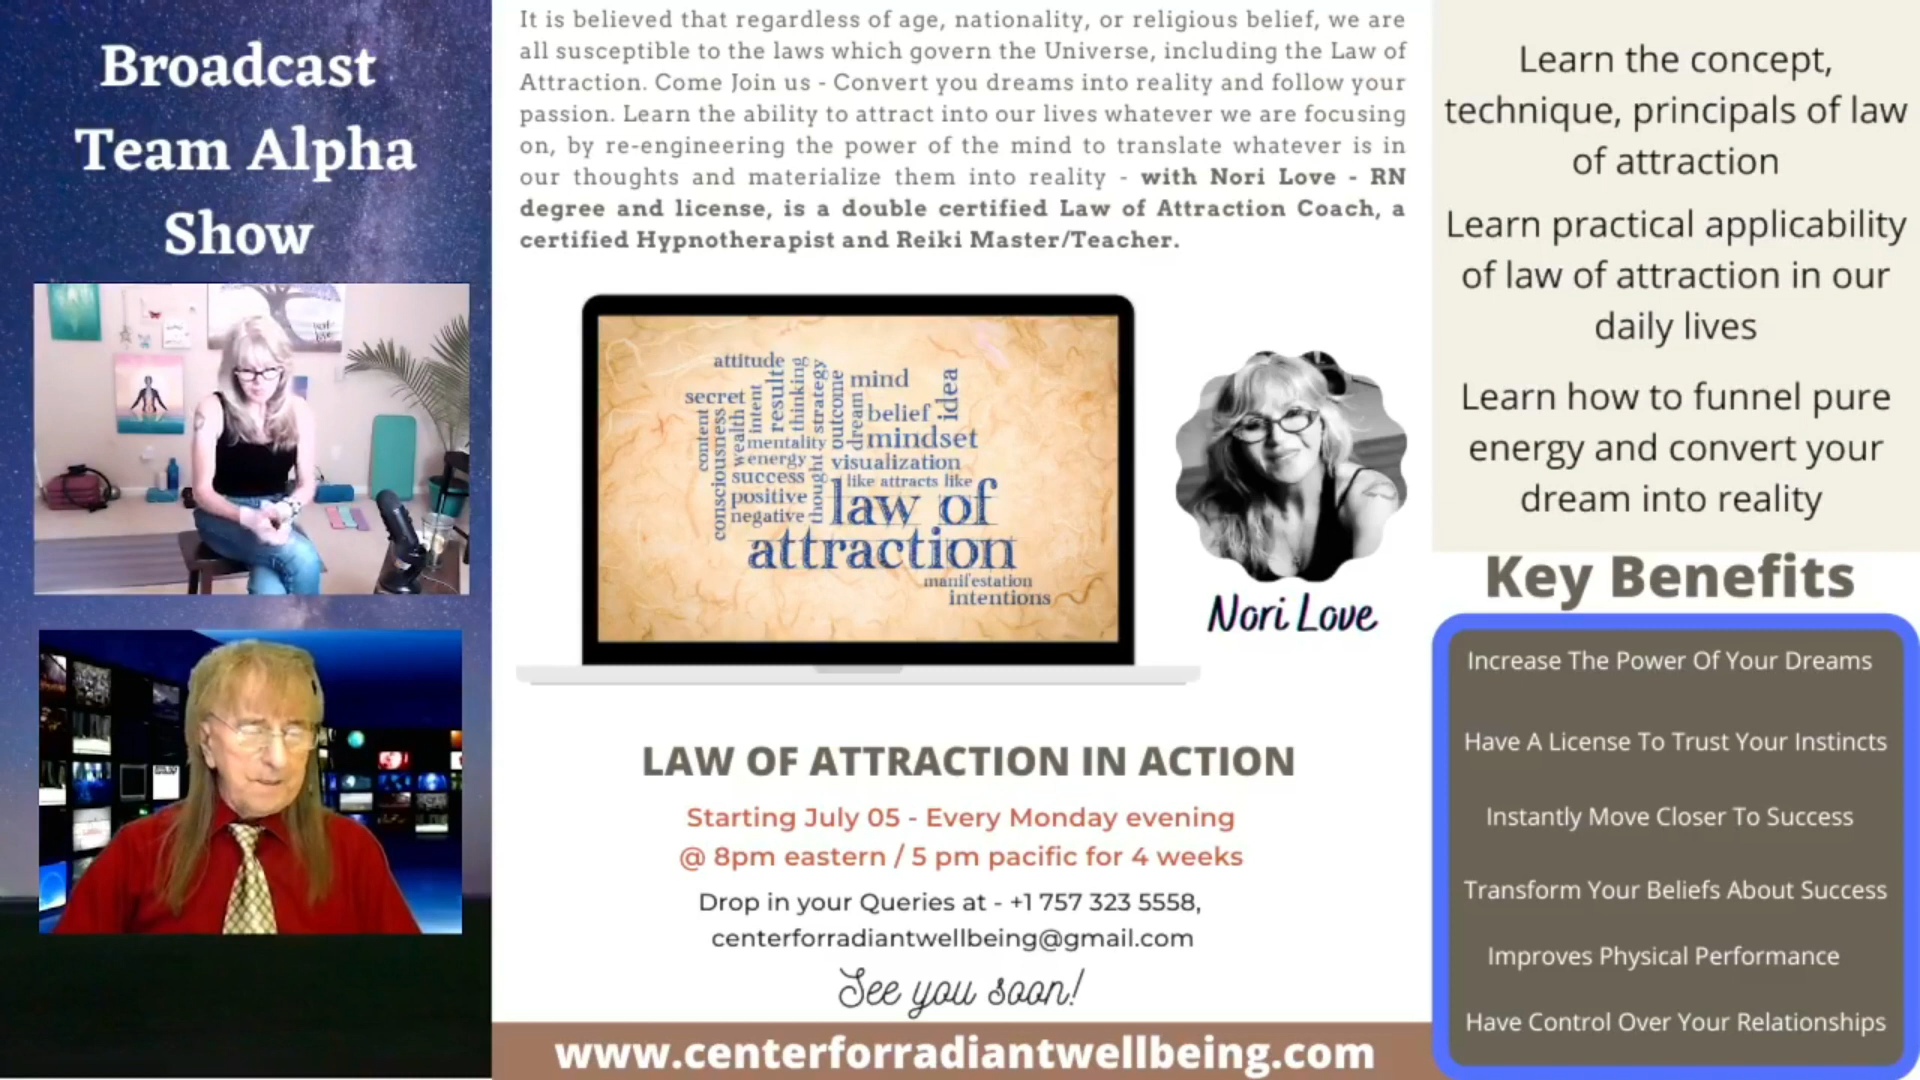 Broadcast
Team Alpha
Show
It is believed that regardless of age, nationality, or religious belief, we are
all susceptible to the laws which govern the Universe, including the Law of
Attraction. Come Join us - Convert you dreams into reality and follow your
passion. Learn the ability to attract into our lives whatever we are focusing
on, by re-engineering the power of the mind to translate whatever is in
our thoughts and materialize them into reality - with Nori Love - RN
degree and license, is a double certified Law of Attraction Coach, a
certified Hypnotherapist and Reiki Master/Teacher.
attitude
secret
content
consciousness
wealth
intent
result
thinking
strategy
outcome
dream
mind
belief
idea
mentality
mindset
energy
visualization
success
thought
like attracts like
positive
negative
law of
attraction
manifestation
intentions
Nori Love
LAW OF ATTRACTION IN ACTION
Starting July 05 - Every Monday evening
@ 8pm eastern / 5 pm pacific for 4 weeks
Drop in your Queries at - +1 757 323 5558,
centerforradiantwellbeing@gmail.com
See you soon!
www.centerforradiantwellbeing.com
Learn the concept,
technique, principals of law
of attraction
Learn practical applicability
of law of attraction in our
daily lives
Learn how to funnel pure
energy and convert your
dream into reality
Key Benefits
Increase The Power Of Your Dreams
Have A License To Trust Your Instincts
Instantly Move Closer To Success
Transform Your Beliefs About Success
Improves Physical Performance
Have Control Over Your Relationships